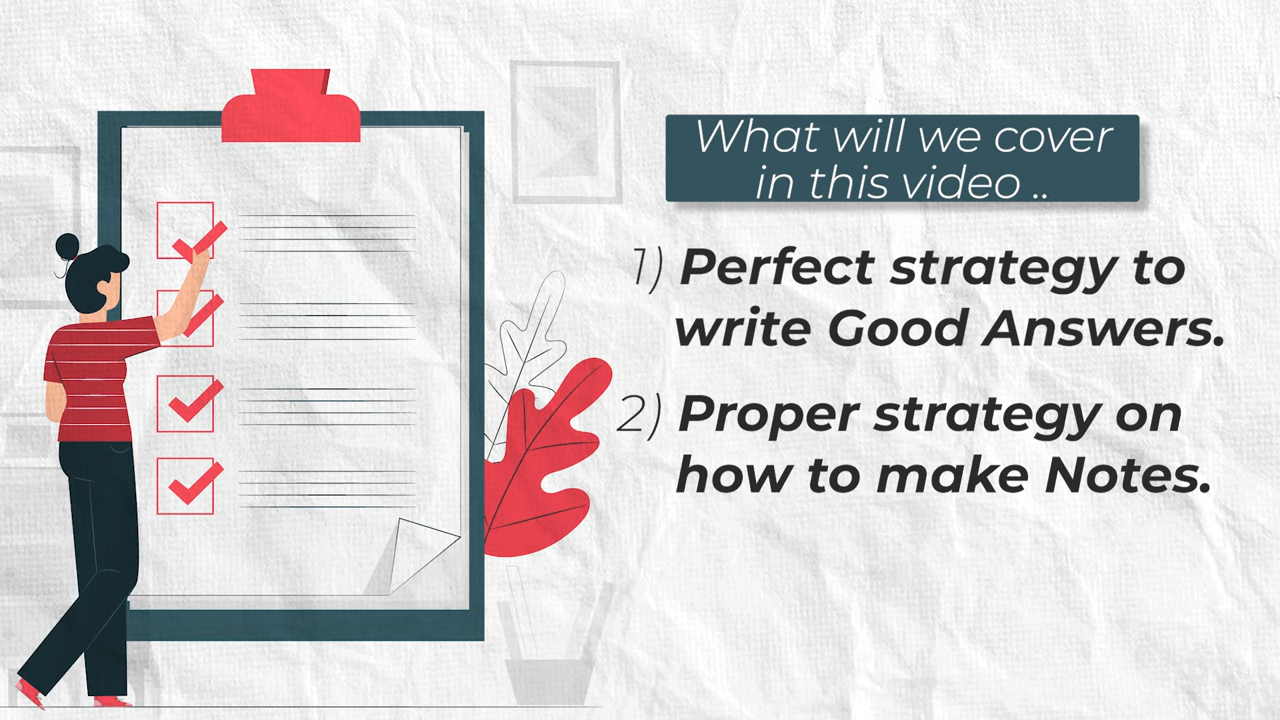 What will we cover
in this video ..
1) Perfect strategy to
write Good Answers.
2) Proper strategy on
how to make Notes.